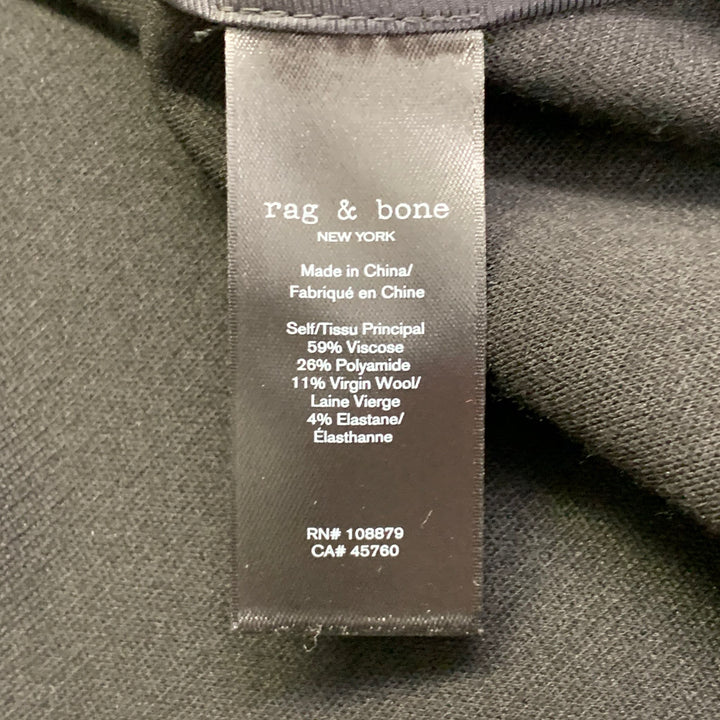 rag & bone
NEW YORK
Made in China/
Fabriqué en Chine
Self/Tissu Principal
59% Viscose
26% Polyamide
11% Virgin Wool/
Laine Vierge
4% Elastane/
Élasthanne
RN# 108879
CA# 45760